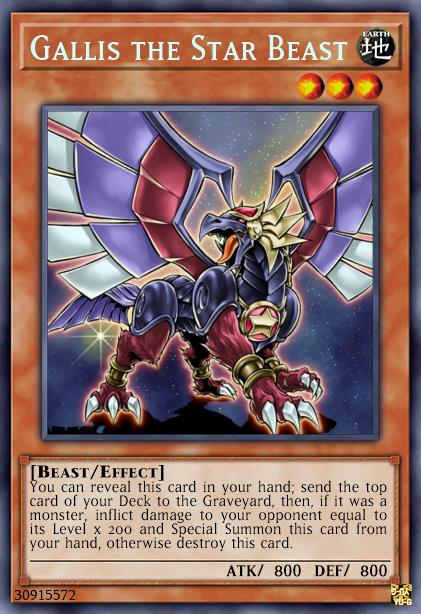 GALLIS THE STAR BEAST
EARTH
地
[BEAST/EFFECT]
You can reveal this card in your hand; send the top
card of your Deck to the Graveyard, then, if it was a
monster, inflict damage to your opponent equal to
its Level x 200 and Special Summon this card from
your hand, otherwise destroy this card.
ATK/ 800 DEF/ 800
30915572